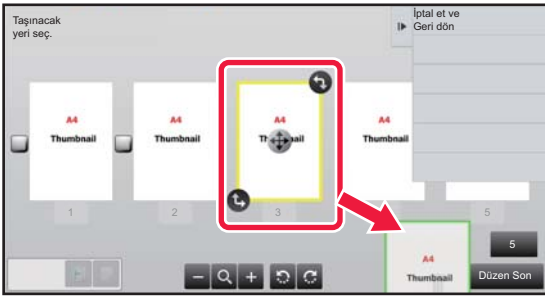 Taşınacak
yeri seç.
İptal et ve
Geri dön
A4
Thumbnail
A4
Thumbnail
A4
Thumbnail
A4
Thumbnail
1
2
3
5
A4
Thumbnail
5
Düzen Son